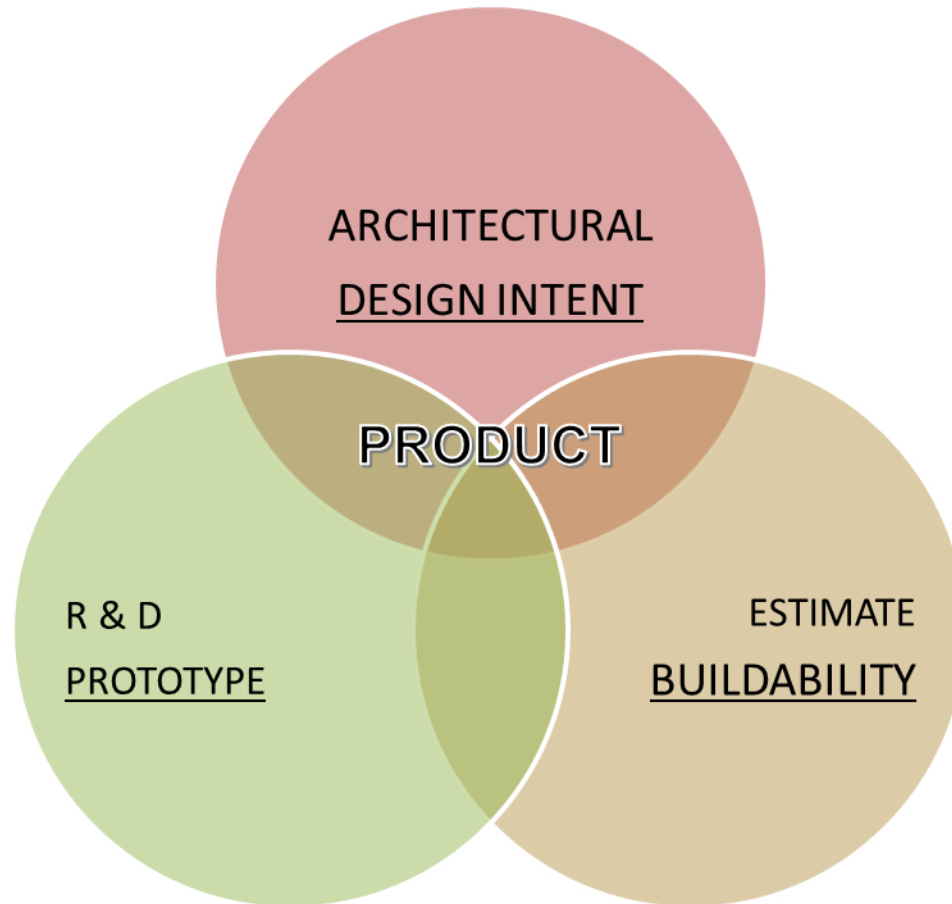 ARCHITECTURAL
DESIGN INTENT
PRODUCT
R & D
PROTOTYPE
ESTIMATE
BUILDABILITY